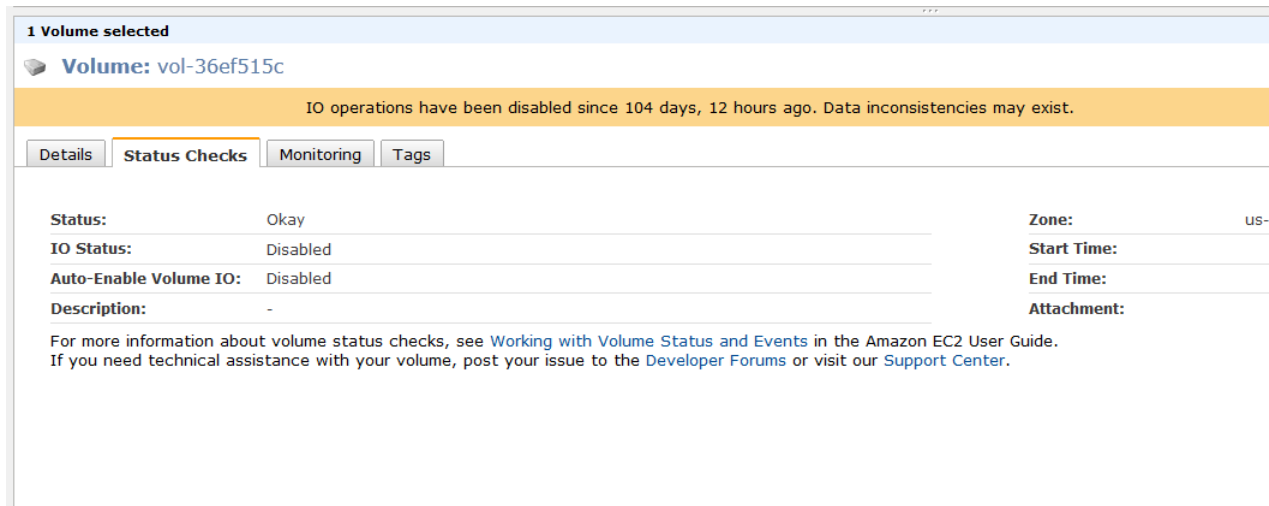 1 Volume selected
Volume: vol-36ef515c
IO operations have been disabled since 104 days, 12 hours ago. Data inconsistencies may exist.
Details Status Checks Monitoring Tags
Status: Okay Zone: us-
IO Status: Disabled Start Time:
Auto-Enable Volume IO: Disabled End Time:
Description: - Attachment:
For more information about volume status checks, see Working with Volume Status and Events in the Amazon EC2 User Guide.
If you need technical assistance with your volume, post your issue to the Developer Forums or visit our Support Center.